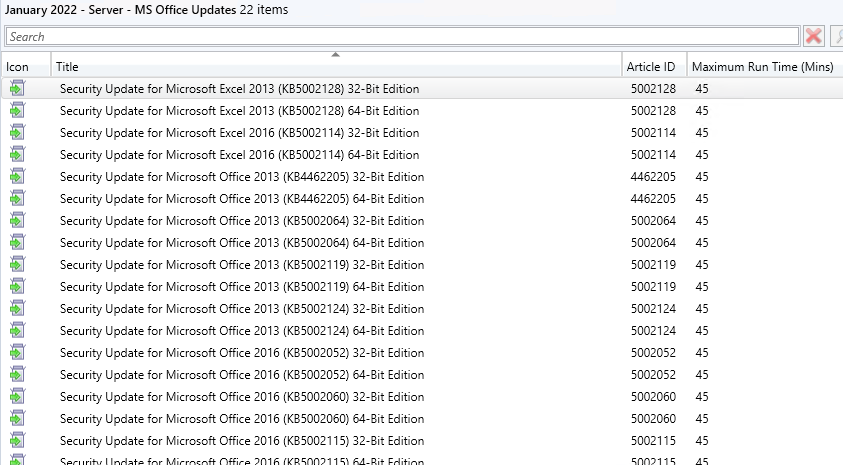 January 2022 - Server - MS Office Updates 22 items
Search
Icon Title Article ID Maximum Run Time (Mins)
Security Update for Microsoft Excel 2013 (KB5002128) 32-Bit Edition 5002128 45
Security Update for Microsoft Excel 2013 (KB5002128) 64-Bit Edition 5002128 45
Security Update for Microsoft Excel 2016 (KB5002114) 32-Bit Edition 5002114 45
Security Update for Microsoft Excel 2016 (KB5002114) 64-Bit Edition 5002114 45
Security Update for Microsoft Office 2013 (KB4462205) 32-Bit Edition 4462205 45
Security Update for Microsoft Office 2013 (KB4462205) 64-Bit Edition 4462205 45
Security Update for Microsoft Office 2013 (KB5002064) 32-Bit Edition 5002064 45
Security Update for Microsoft Office 2013 (KB5002064) 64-Bit Edition 5002064 45
Security Update for Microsoft Office 2013 (KB5002119) 32-Bit Edition 5002119 45
Security Update for Microsoft Office 2013 (KB5002119) 64-Bit Edition 5002119 45
Security Update for Microsoft Office 2013 (KB5002124) 32-Bit Edition 5002124 45
Security Update for Microsoft Office 2013 (KB5002124) 64-Bit Edition 5002124 45
Security Update for Microsoft Office 2016 (KB5002052) 32-Bit Edition 5002052 45
Security Update for Microsoft Office 2016 (KB5002052) 64-Bit Edition 5002052 45
Security Update for Microsoft Office 2016 (KB5002060) 32-Bit Edition 5002060 45
Security Update for Microsoft Office 2016 (KB5002060) 64-Bit Edition 5002060 45
Security Update for Microsoft Office 2016 (KB5002115) 32-Bit Edition 5002115 45
Security Update for Microsoft Office 2016 (KB5002115) 64-Bit Edition 5002115 45